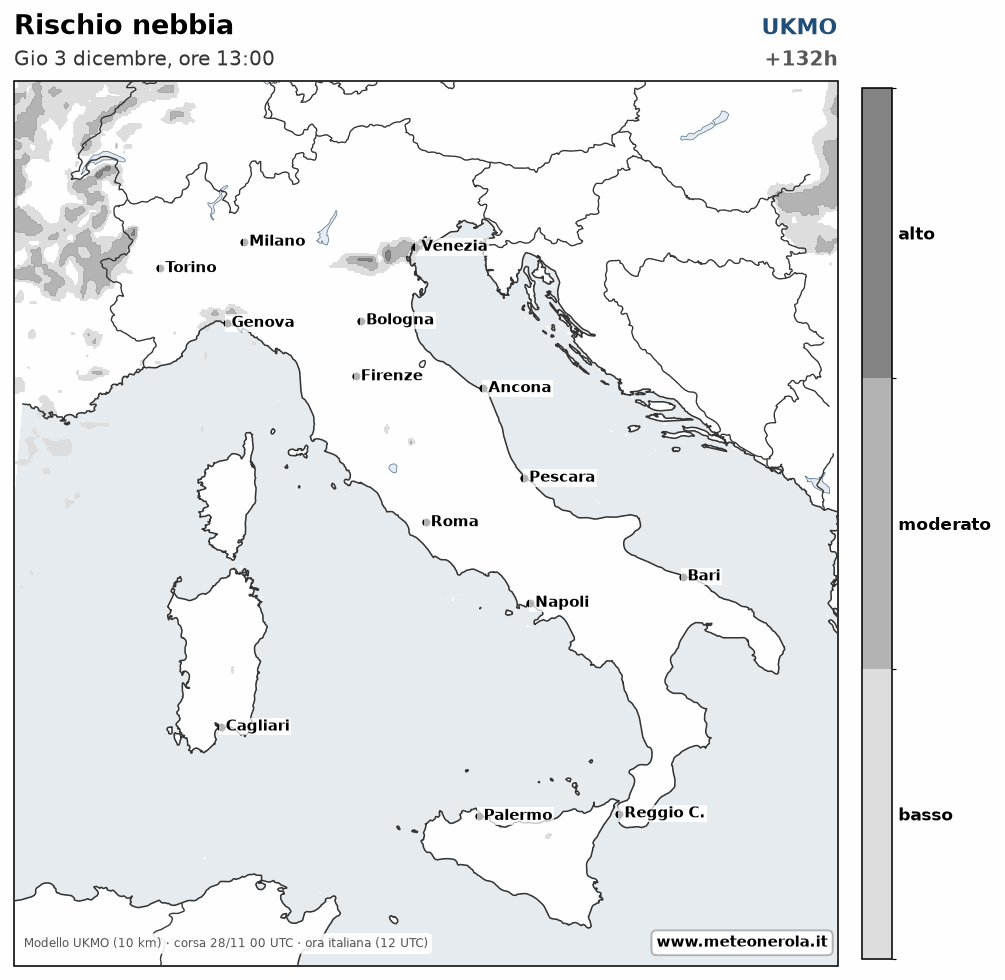 Rischio nebbia
UKMO
Gio 3 dicembre, ore 13:00
+132h
Milano
Venezia
Torino
Genova
Bologna
Firenze
Ancona
Pescara
Roma
Bari
Napoli
Cagliari
Palermo
Reggio C.
alto
moderato
basso
Modello UKMO (10 km) · corsa 28/11 00 UTC · ora italiana (12 UTC)
www.meteonerola.it